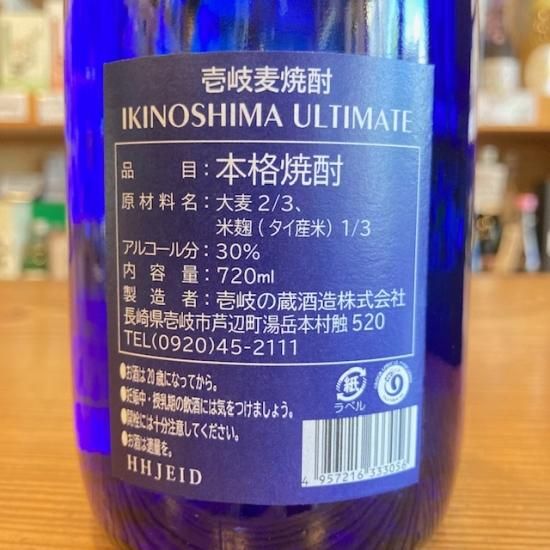 壱岐麦焼酎
IKINOSHIMA ULTIMATE
品目:本格焼酎
原材料名:大麦2/3、
米麹(タイ産米)1/3
アルコール分:30%
内容量:720ml
製造者:壱岐の蔵酒造株式会社
長崎県壱岐市芦辺町湯岳本村触520
TEL(0920)45-2111
●お酒は20歳になってから。
●妊娠中・授乳期の飲酒には気をつけましょう。
●開栓には十分注意してください。
●お酒は適量を。
HHJEID
紙
ラベル
4 957216 333056